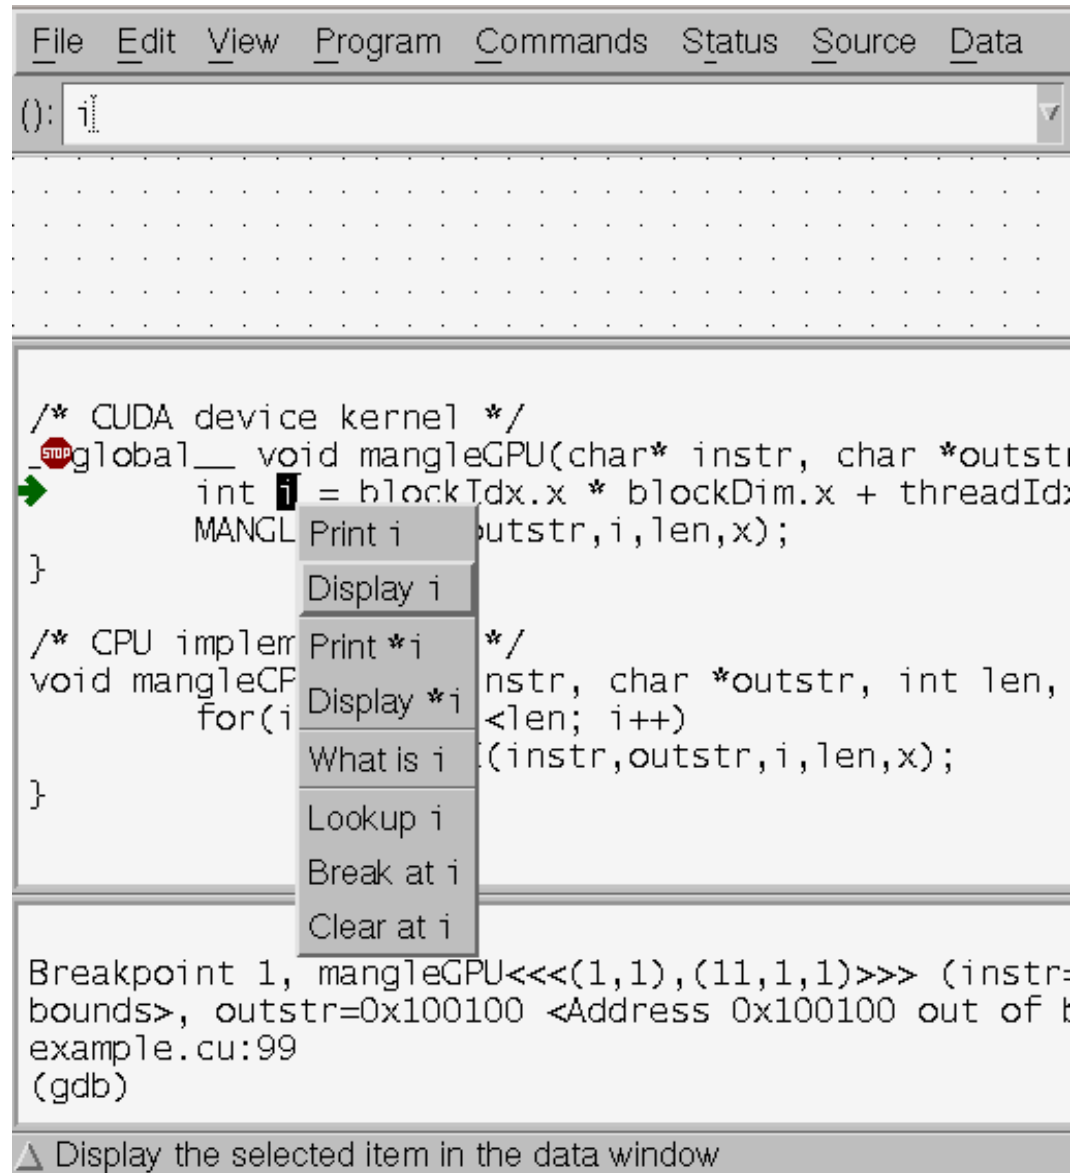 File Edit View Program Commands Status Source Data
(): i
/* CUDA device kernel */
_STOPglobal__ void mangleGPU(char* instr, char *outstr
int i = blockIdx.x * blockDim.x + threadIdx
MANGL outstr,i,len,x);
}
/* CPU implem */
void mangleCP nstr, char *outstr, int len,
for(i <len; i++)
(instr,outstr,i,len,x);
}
Print i
Display i
Print *i
Display *i
What is i
Lookup i
Break at i
Clear at i
Breakpoint 1, mangleGPU<<<(1,1),(11,1,1)>>> (instr=
bounds>, outstr=0x100100 <Address 0x100100 out of b
example.cu:99
(gdb)
Display the selected item in the data window